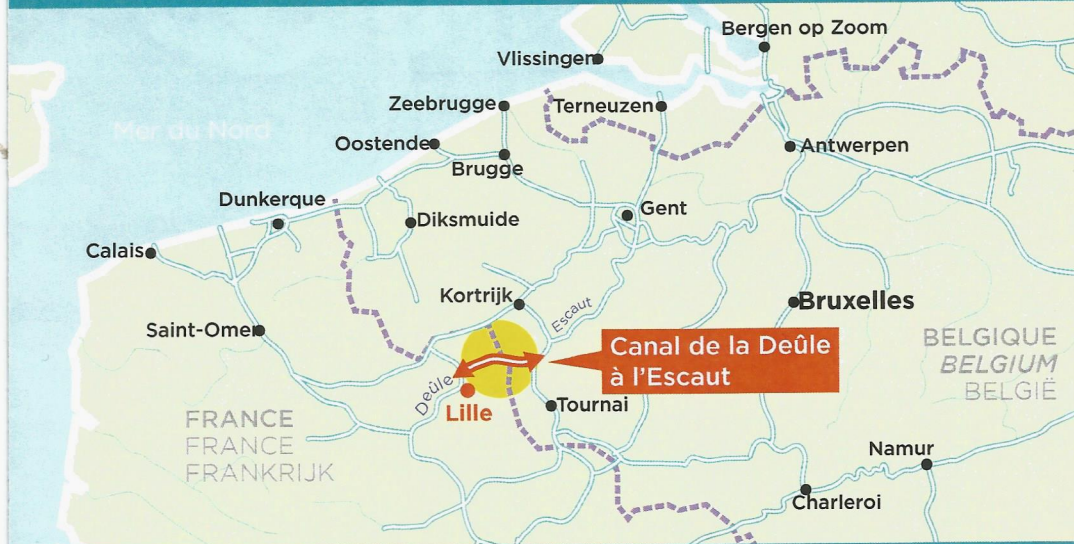 Bergen op Zoom
Vlissingen
Zeebrugge
Terneuzen
Mer du Nord
Oostende
Antwerpen
Brugge
Dunkerque
Gent
Diksmuide
Calais
Kortrijk
Bruxelles
Escaut
Saint-Omer
Canal de la Deûle
à l'Escaut
BELGIQUE
BELGIUM
BELGIË
Deûle
Lille
Tournai
FRANCE
FRANCE
FRANKRIJK
Namur
Charleroi